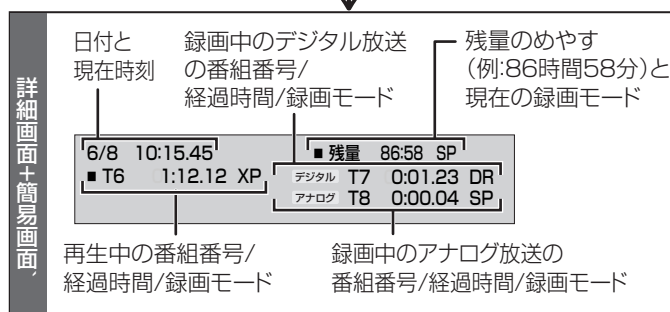 詳細画面+簡易画面、
日付と
現在時刻
録画中のデジタル放送
の番組番号/
経過時間/録画モード
残量のめやす
(例:86時間58分)と
現在の録画モード
6/8 10:15.45
■ 残量 86:58 SP
■ T6 1:12.12 XP
デジタル T7 0:01.23 DR
アナログ T8 0:00.04 SP
再生中の番組番号/
経過時間/録画モード
録画中のアナログ放送の
番組番号/経過時間/録画モード